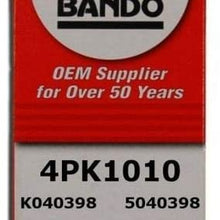 BANDO
OEM Supplier
for Over 50 Years
4PK1010
K040398 5040398